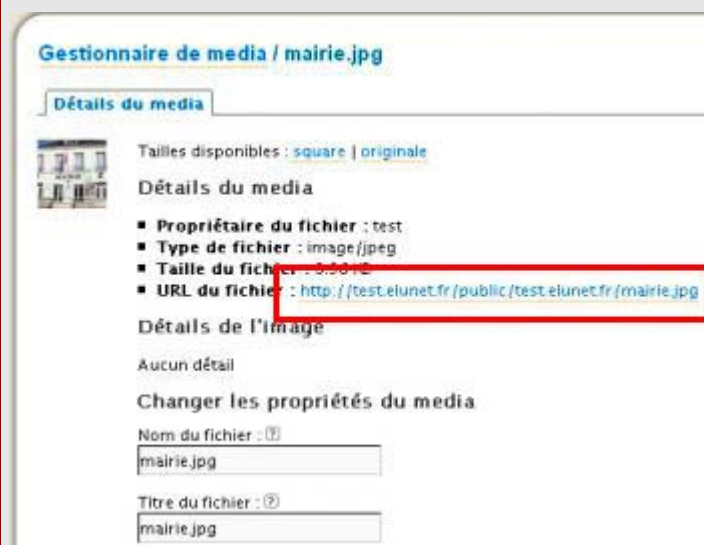 Gestionnaire de media / mairie.jpg
Détails du media
Tailles disponibles : square | originale
Détails du media
Propriétaire du fichier : test
Type de fichier : image/jpeg
Taille du fichier :
URL du fichier : http://test.elunet.fr/public/test.elunet.fr/mairie.jpg
Détails de l'image
Aucun détail
Changer les propriétés du media
Nom du fichier : [?]
mairie.jpg
Titre du fichier : [?]
mairie.jpg